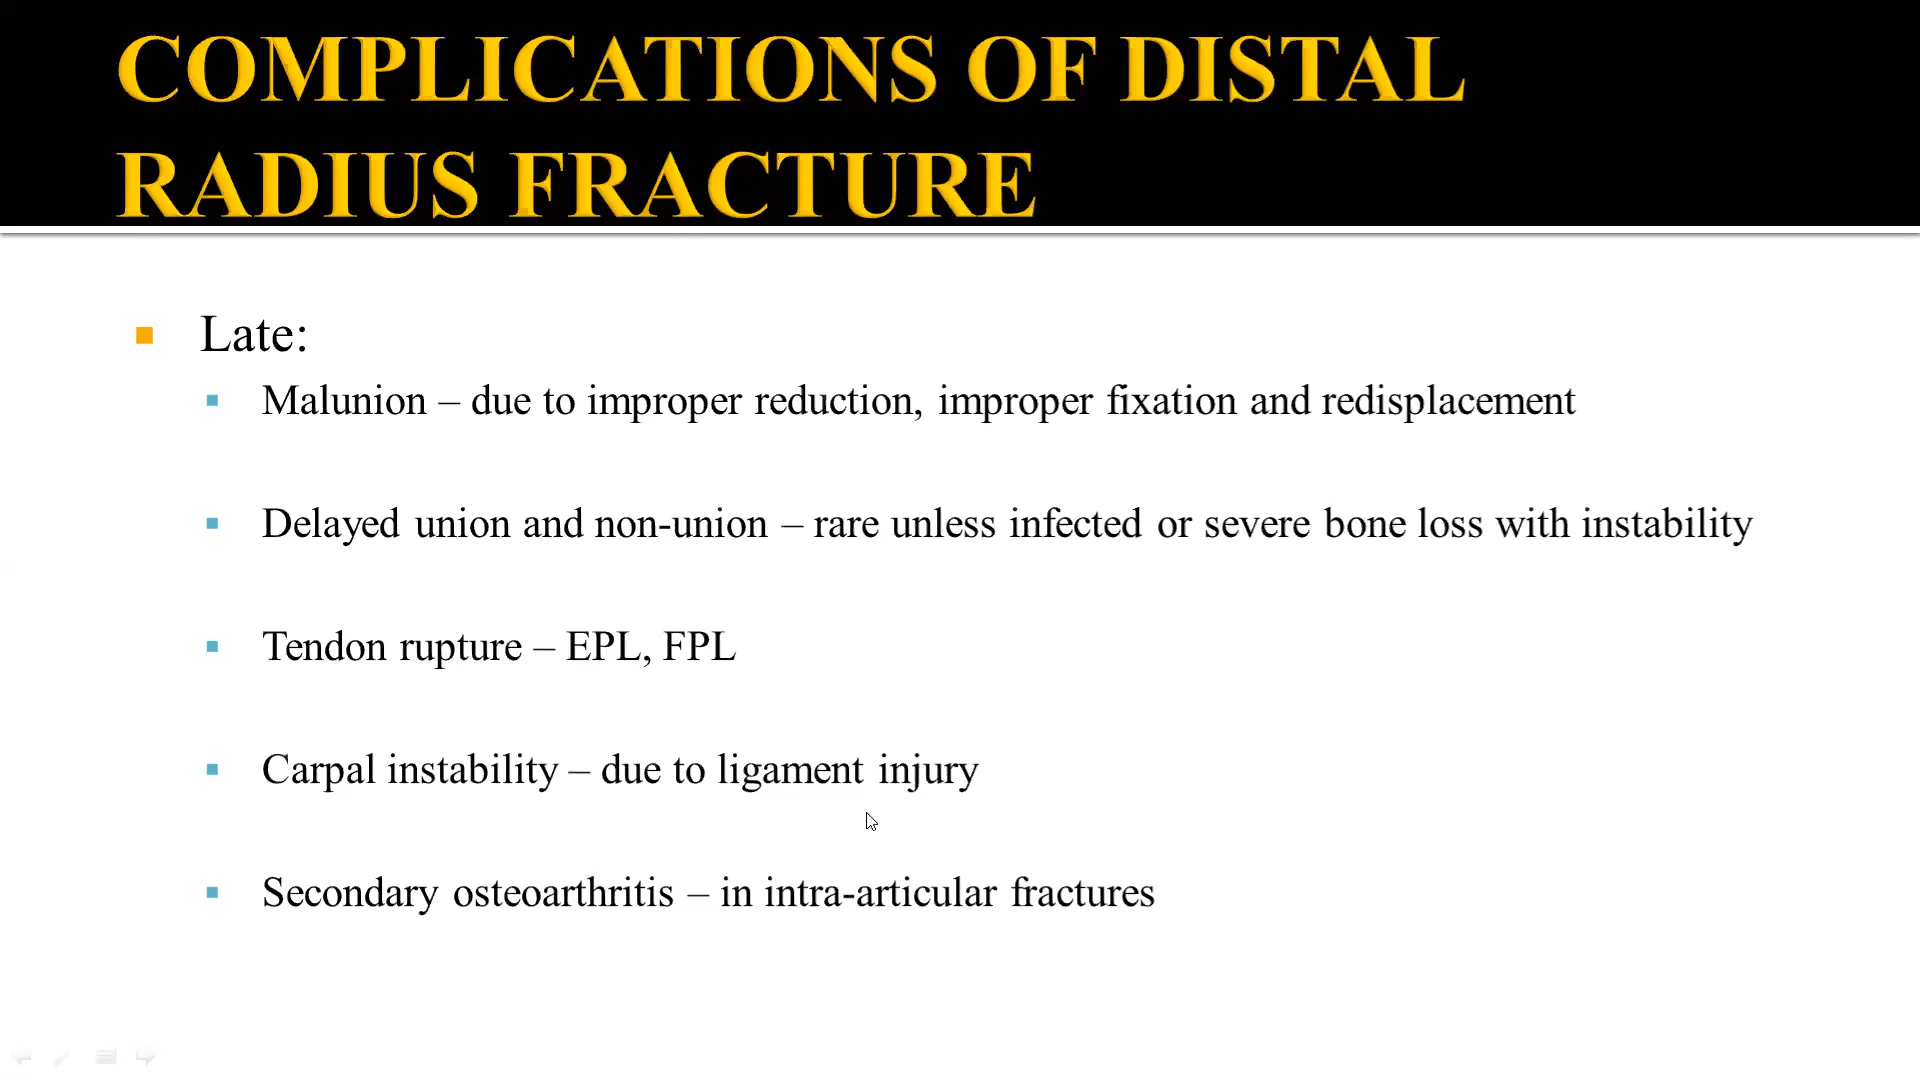 COMPLICATIONS OF DISTAL
RADIUS FRACTURE
Late:
Malunion – due to improper reduction, improper fixation and redisplacement
Delayed union and non-union – rare unless infected or severe bone loss with instability
Tendon rupture – EPL, FPL
Carpal instability – due to ligament injury
Secondary osteoarthritis – in intra-articular fractures